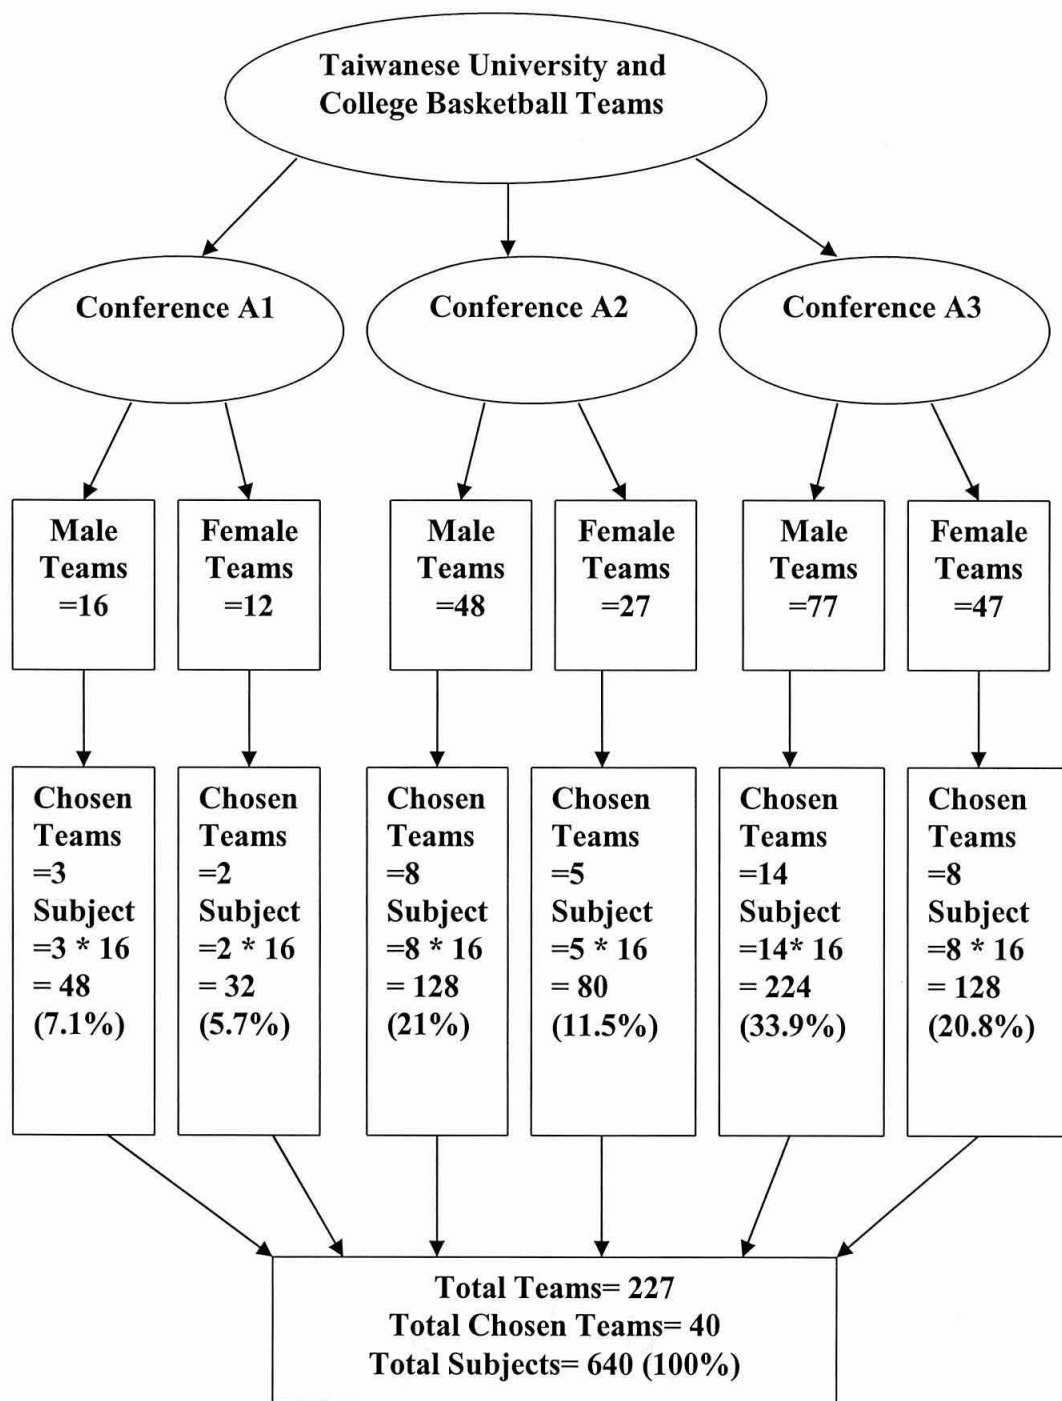 Taiwanese University and
College Basketball Teams
Conference A1
Conference A2
Conference A3
Male
Teams
=16
Female
Teams
=12
Male
Teams
=48
Female
Teams
=27
Male
Teams
=77
Female
Teams
=47
Chosen
Teams
=3
Subject
=3 * 16
= 48
(7.1%)
Chosen
Teams
=2
Subject
=2 * 16
= 32
(5.7%)
Chosen
Teams
=8
Subject
=8 * 16
= 128
(21%)
Chosen
Teams
=5
Subject
=5 * 16
= 80
(11.5%)
Chosen
Teams
=14
Subject
=14* 16
= 224
(33.9%)
Chosen
Teams
=8
Subject
=8 * 16
= 128
(20.8%)
Total Teams= 227
Total Chosen Teams= 40
Total Subjects= 640 (100%)